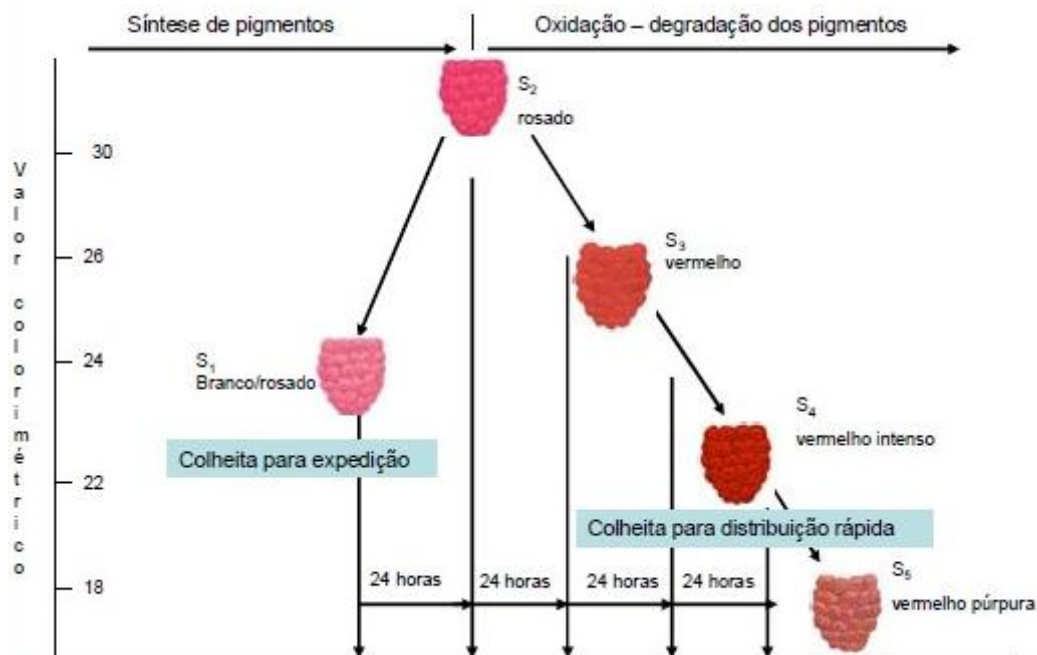 Síntese de pigmentos
Oxidação – degradação dos pigmentos
S2
rosado
Valor colorimétrico
30
S3
vermelho
26
24
S1
Branco/rosado
S4
vermelho intenso
Colheita para expedição
22
Colheita para distribuição rápida
24 horas
24 horas
24 horas
24 horas
18
S5
vermelho púrpura